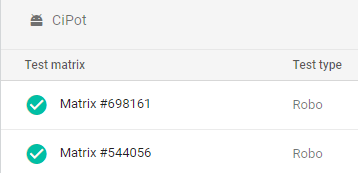 CiPot
Test matrix Test type
Matrix #698161 Robo
Matrix #544056 Robo